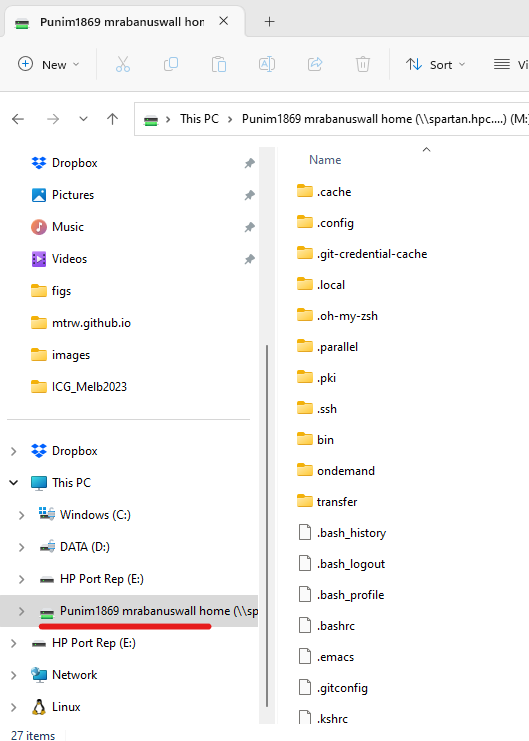 Punim1869 mrabanuswall hom
New
Sort
Vi
This PC
Punim1869 mrabanuswall home (\\spartan.hpc....) (M:
Dropbox
Pictures
Music
Videos
figs
mtrw.github.io
images
ICG_Melb2023
Dropbox
This PC
Windows (C:)
DATA (D:)
HP Port Rep (E:)
Punim1869 mrabanuswall home (\\sp
HP Port Rep (E:)
Network
Linux
Name
.cache
.config
.git-credential-cache
.local
.oh-my-zsh
.parallel
.pki
.ssh
bin
ondemand
transfer
.bash_history
.bash_logout
.bash_profile
.bashrc
.emacs
.gitconfig
.kshrc
27 items